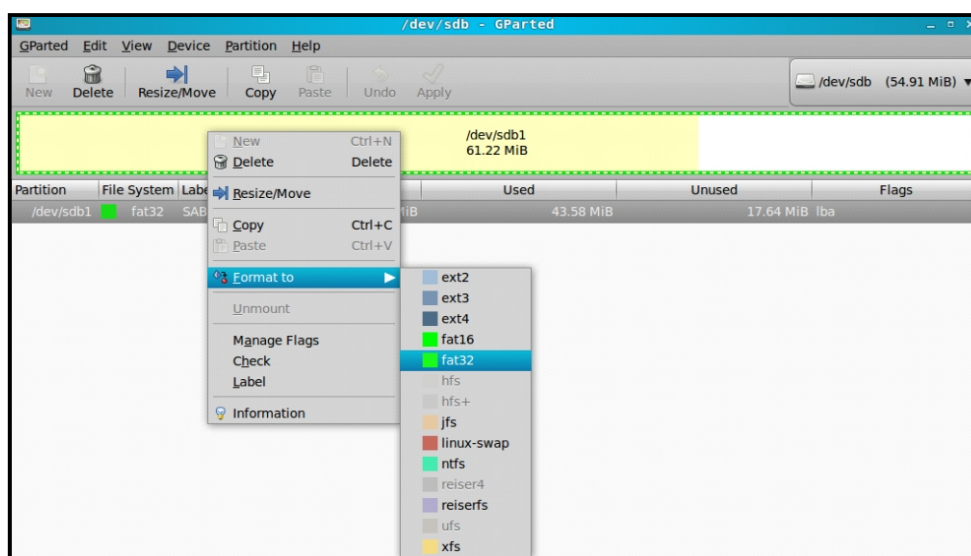 /dev/sdb - GParted
GParted Edit View Device Partition Help
New Delete Resize/Move Copy Paste Undo Apply /dev/sdb (54.91 MiB)
/dev/sdb1
61.22 MiB
Partition File System Used Unused Flags
/dev/sdb1 fat32 43.58 MiB 17.64 MiB lba
New Ctrl+N
Delete Delete
Resize/Move
Copy Ctrl+C
Paste Ctrl+V
Format to
Unmount
Manage Flags
Check
Label
Information
ext2
ext3
ext4
fat16
fat32
hfs
hfs+
jfs
linux-swap
ntfs
reiser4
reiserfs
ufs
xfs